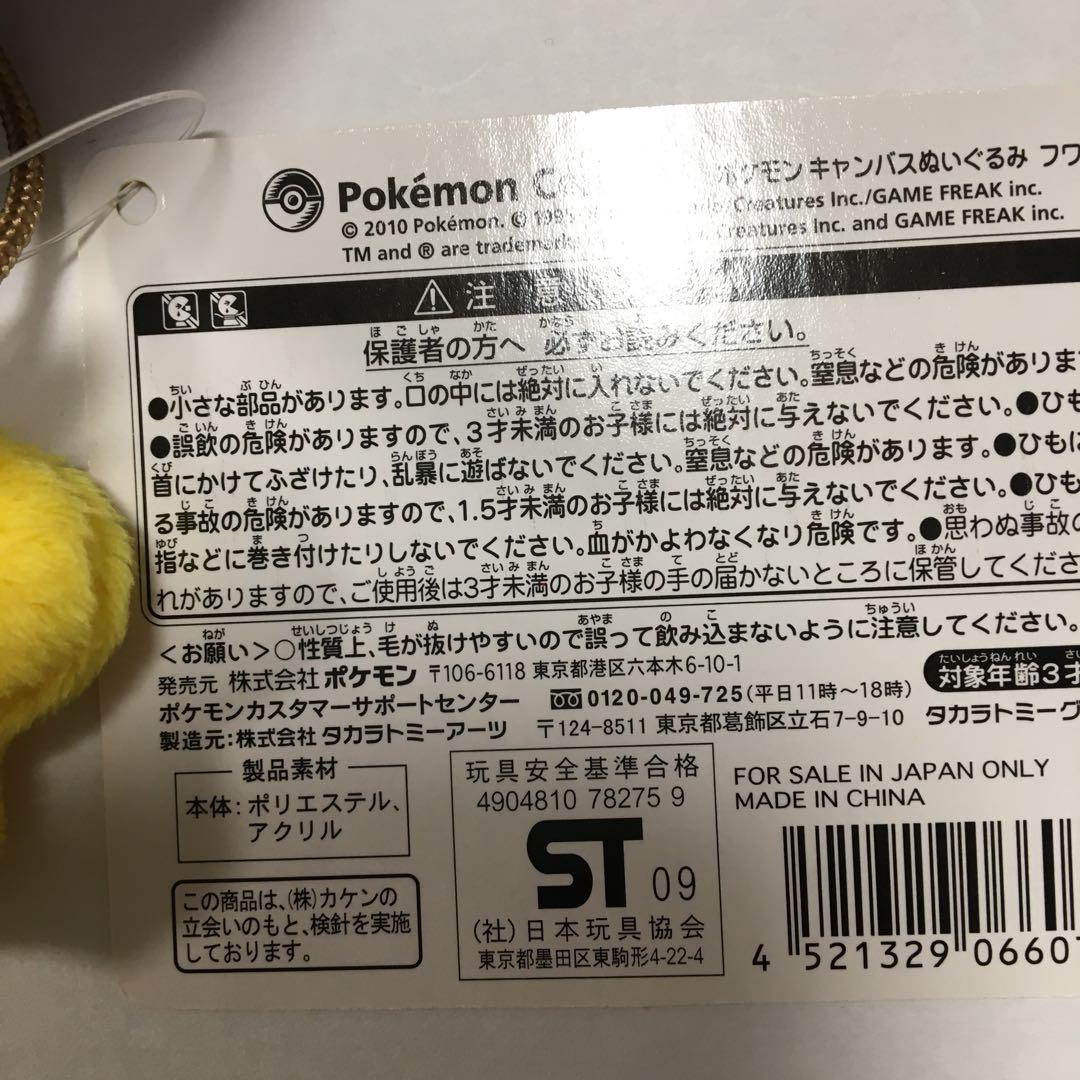 Pokémon
ポケモン キャンバスぬいぐるみ フワ
© 2010 Pokémon. © 1995- Creatures Inc./GAME FREAK inc.
TM and ® are trademarks Creatures Inc. and GAME FREAK inc.
注意
保護者の方へ 必ずお読みください。
●小さな部品があります。口の中には絶対に入れないでください。窒息などの危険がありま
●誤飲の危険がありますので、3才未満のお子様には絶対に与えないでください。●ひも
首にかけてふざけたり、乱暴に遊ばないでください。窒息などの危険があります。●ひもに
る事故の危険がありますので、1.5才未満のお子様には絶対に与えないでください。●ひも
指などに巻き付けたりしないでください。血がかよわなくなり危険です。●思わぬ事故の
れがありますので、ご使用後は3才未満のお子様の手の届かないところに保管してくださ
<お願い>○性質上、毛が抜けやすいので誤って飲み込まないように注意してください。
発売元 株式会社ポケモン 〒106-6118 東京都港区六本木6-10-1
対象年齢3才
ポケモンカスタマーサポートセンター 0120-049-725(平日11時〜18時)
製造元:株式会社 タカラトミーアーツ 〒124-8511 東京都葛飾区立石7-9-10 タカラトミーグ
製品素材
本体: ポリエステル、
アクリル
この商品は、(株)カケンの
立会いのもと、検針を実施
しております。
玩具安全基準合格
4904810 78275 9
ST 09
(社)日本玩具協会
東京都墨田区東駒形4-22-4
FOR SALE IN JAPAN ONLY
MADE IN CHINA
4 521329 0660